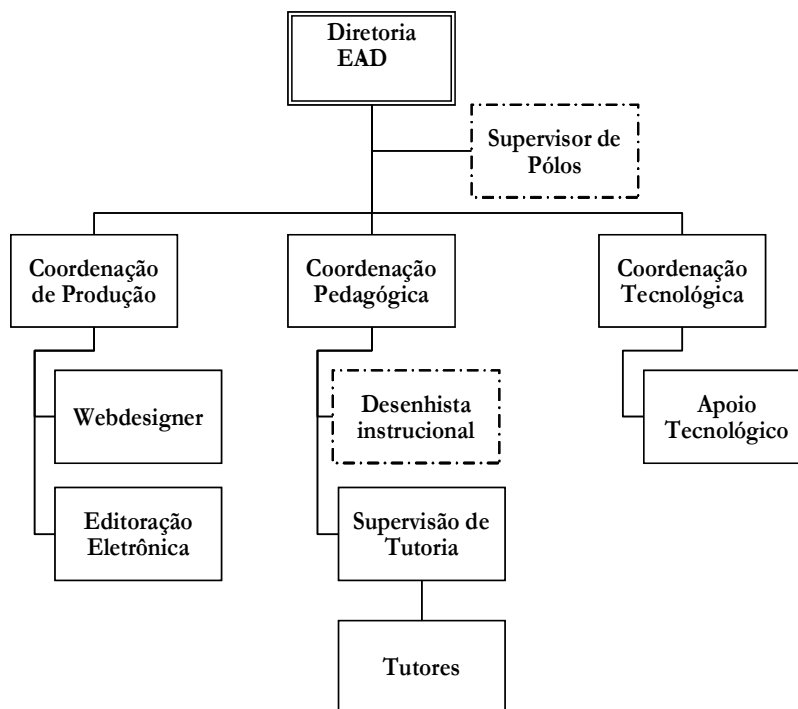 Diretoria
EAD
Supervisor de
Pólos
Coordenação
de Produção
Coordenação
Pedagógica
Coordenação
Tecnológica
Webdesigner
Desenhista
instrucional
Apoio
Tecnológico
Editoração
Eletrônica
Supervisão de
Tutoria
Tutores